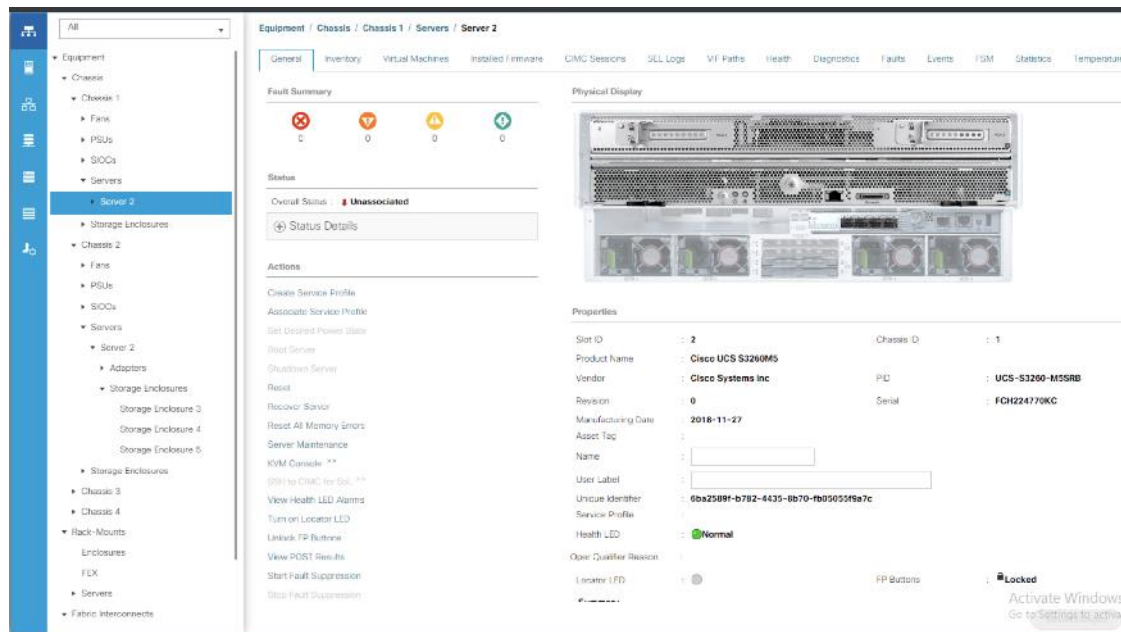 All
Equipment / Chassis / Chassis 1 / Servers / Server 2
Equipment
Chassis
Chassis 1
Fans
PSUs
SIOCs
Servers
Server 2
Storage Enclosures
Chassis 2
Fans
PSUs
SIOCs
Servers
Server 2
Adapters
Storage Enclosures
Storage Enclosure 3
Storage Enclosure 4
Storage Enclosure 5
Storage Enclosures
Chassis 3
Chassis 4
Rack-Mounts
Enclosures
FEX
Servers
Fabric Interconnects
General Inventory Virtual Machines Installed Firmware CIMC Sessions SEL Logs VIF Paths Health Diagnostics Faults Events FSM Statistics Temperature
Fault Summary
0 0 0 0
Status
Overall Status : Unassociated
Status Details
Actions
Create Service Profile
Associate Service Profile
Set Desired Power State
Boot Server
Shutdown Server
Reset
Recover Server
Reset All Memory Errors
Server Maintenance
KVM Console >>
SSH to CIMC for SoL >>
View Health LED Alarms
Turn on Locator LED
Unlock FP Buttons
View POST Results
Start Fault Suppression
Stop Fault Suppression
Physical Display
Properties
Slot ID : 2 Chassis ID : 1
Product Name : Cisco UCS S3260M5
Vendor : Cisco Systems Inc PID : UCS-S3260-M5SRB
Revision : 0 Serial : FCH224770KC
Manufacturing Date : 2018-11-27
Asset Tag :
Name :
User Label :
Unique Identifier : 6ba2589f-b782-4435-8b70-fb05055f9a7c
Service Profile :
Health LED : Normal
Oper Qualifier Reason :
Locator LED : FP Buttons : Locked
Summary
Activate Windows
Go to Settings to activa